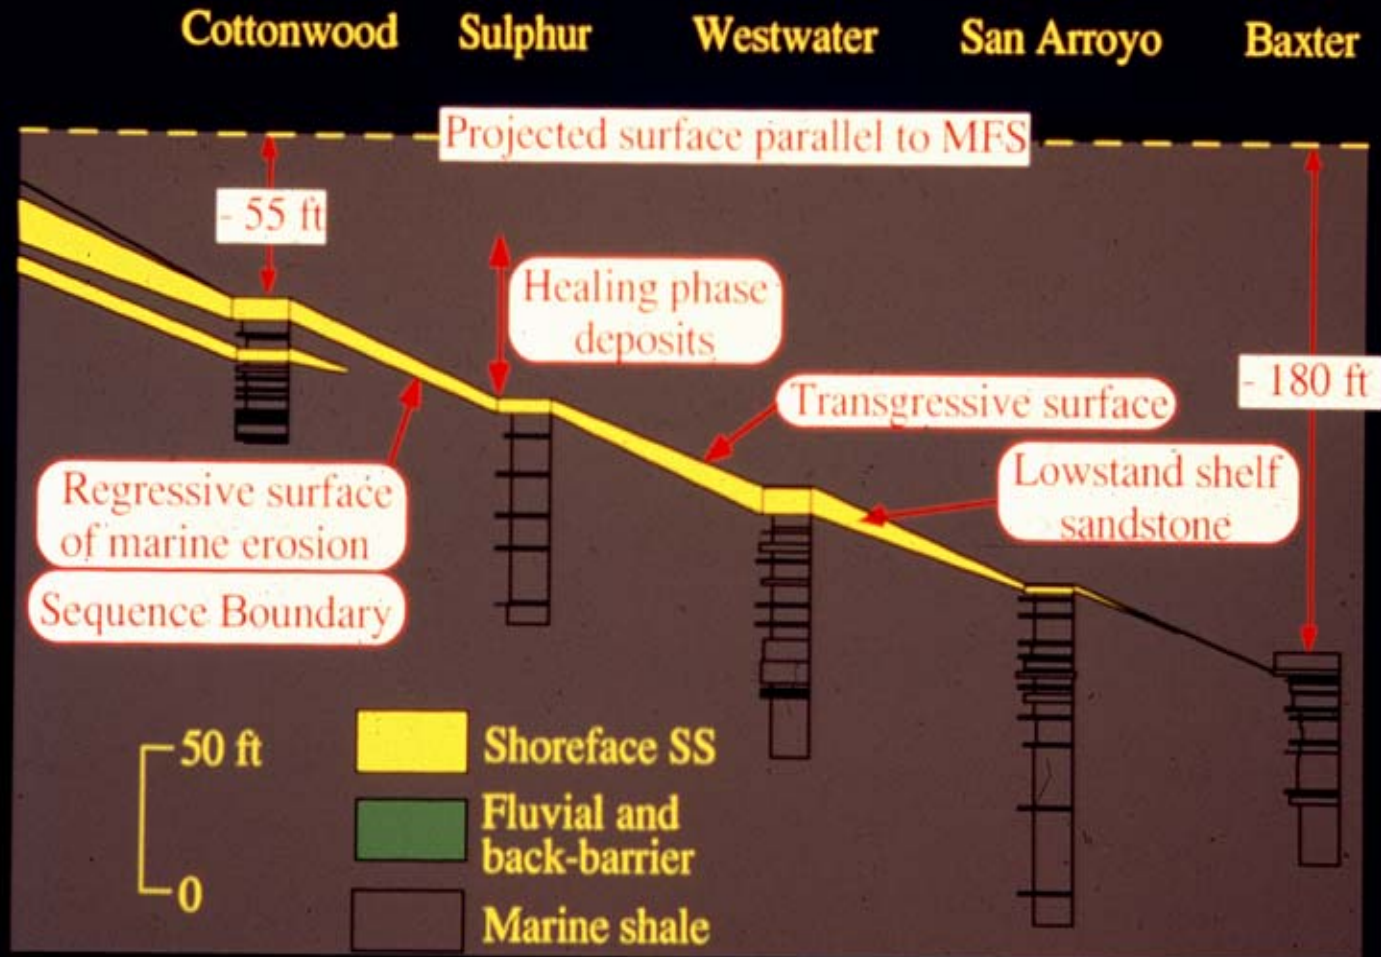 Cottonwood Sulphur Westwater San Arroyo Baxter
Projected surface parallel to MFS
- 55 ft
Healing phase
deposits
- 180 ft
Transgressive surface
Lowstand shelf
sandstone
Regressive surface
of marine erosion
Sequence Boundary
50 ft
0
Shoreface SS
Fluvial and
back-barrier
Marine shale